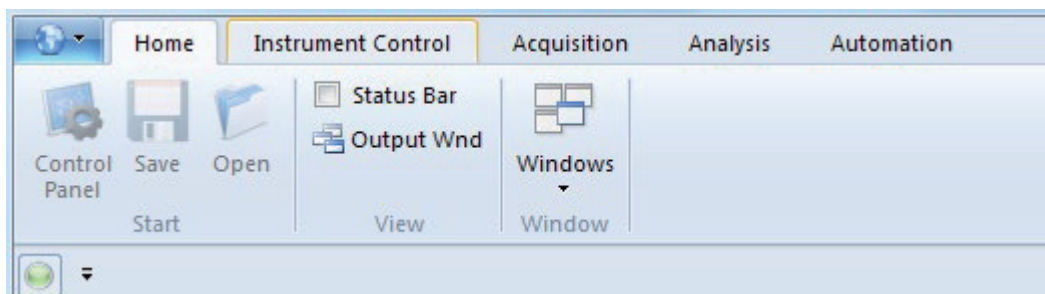 Home Instrument Control Acquisition Analysis Automation
Status Bar
Output Wnd
Control Panel
Save
Open
Windows
Start
View
Window